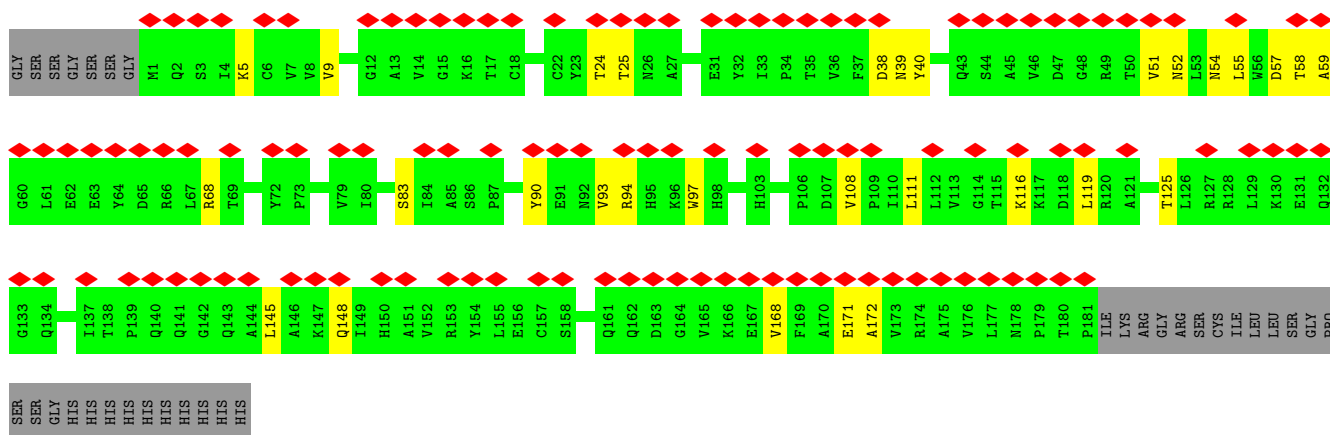 GLY SER SER GLY SER SER GLY M1 Q2 S3 I4 K5 C6 V7 V8 V9 G12 A13 V14 G15 K16 T17 C18 C22 Y23 T24 T25 N26 A27 E31 Y32 I33 P34 T35 V36 F37 D38 N39 Y40 Q43 S44 A45 V46 D47 G48 R49 T50 V51 N52 L53 N54 L55 W56 D57 T58 A59
G60 L61 E62 E63 Y64 D65 R66 L67 R68 T69 Y72 P73 V79 I80 S83 I84 A85 S86 P87 Y90 E91 N92 V93 R94 H95 K96 W97 H98 H103 P106 D107 V108 P109 I110 L111 L112 V113 G114 T115 K116 K117 D118 L119 R120 A121 T125 L126 R127 R128 L129 K130 E131 Q132
G133 Q134 I137 T138 P139 Q140 Q141 G142 Q143 A144 L145 A146 K147 Q148 I149 H150 A151 V152 R153 Y154 L155 E156 C157 S158 Q161 Q162 D163 G164 V165 K166 E167 V168 F169 A170 E171 A172 V173 R174 A175 V176 L177 N178 P179 T180 P181 ILE LYS ARG GLY ARG SER CYS ILE LEU LEU SER GLY PRO
SER SER GLY HIS HIS HIS HIS HIS HIS HIS HIS HIS HIS